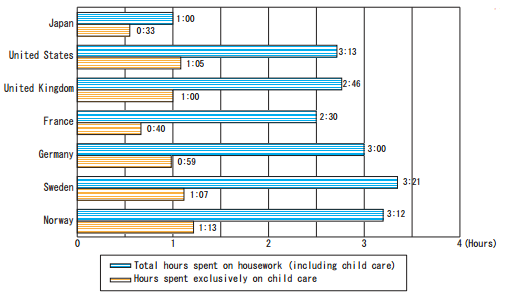 Japan 1:00
0:33
United States 3:13
1:05
United Kingdom 2:46
1:00
France 2:30
0:40
Germany 3:00
0:59
Sweden 3:21
1:07
Norway 3:12
1:13
0 1 2 3 4 (Hours)
Total hours spent on housework (including child care)
Hours spent exclusively on child care